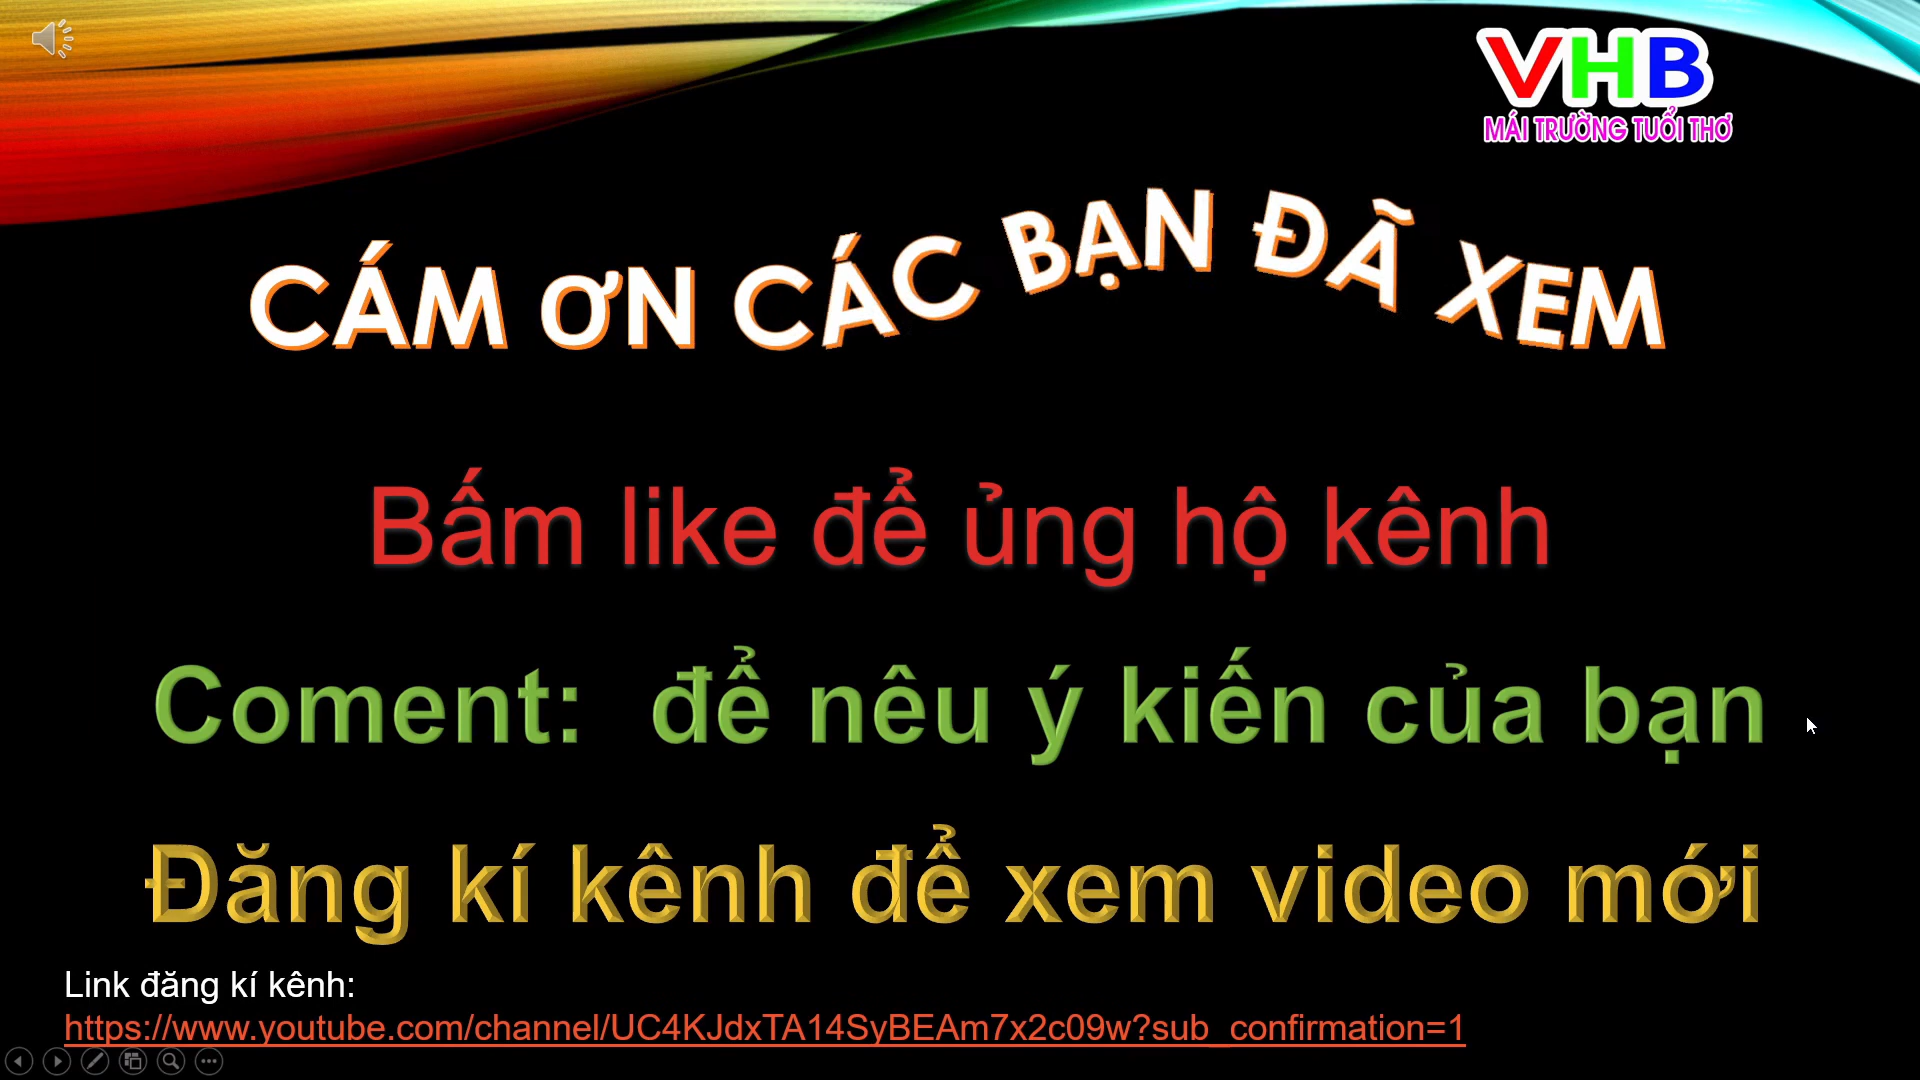 VHB
MÁI TRƯỜNG TUỔI THƠ
CÁM ƠN CÁC BẠN ĐÃ XEM
Bấm like để ủng hộ kênh
Coment:  để nêu ý kiến của bạn
Đăng kí kênh để xem video mới
Link đăng kí kênh:
https://www.youtube.com/channel/UC4KJdxTA14SyBEAm7x2c09w?sub_confirmation=1